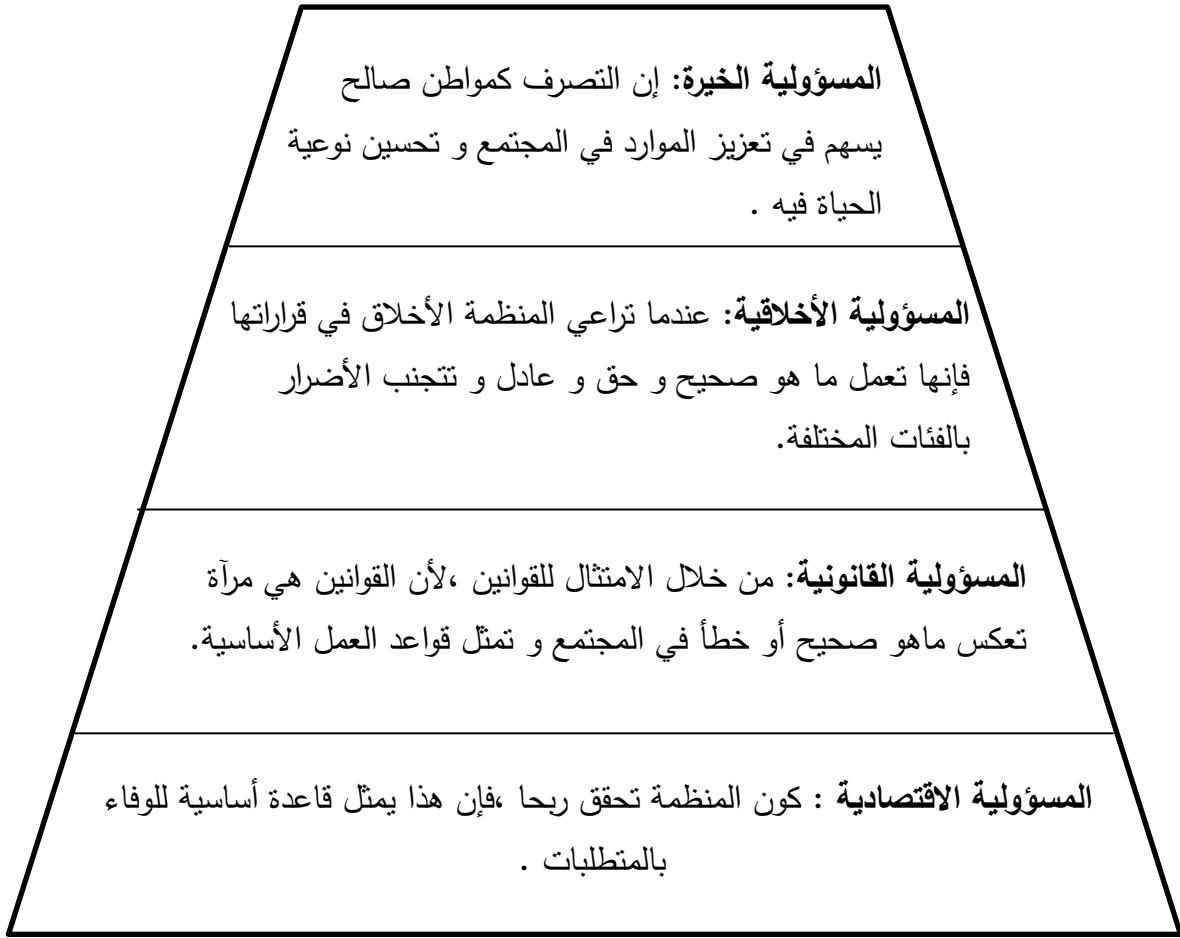 المسؤولية الخيرة: إن التصرف كمواطن صالح
يسهم في تعزيز الموارد في المجتمع و تحسين نوعية
الحياة فيه .
المسؤولية الأخلاقية: عندما تراعي المنظمة الأخلاق في قراراتها
فإنها تعمل ما هو صحيح و حق و عادل و تتجنب الأضرار
بالفئات المختلفة.
المسؤولية القانونية: من خلال الامتثال للقوانين ،لأن القوانين هي مرآة
تعكس ماهو صحيح أو خطأ في المجتمع و تمثل قواعد العمل الأساسية.
المسؤولية الاقتصادية : كون المنظمة تحقق ربحا ،فإن هذا يمثل قاعدة أساسية للوفاء
بالمتطلبات .